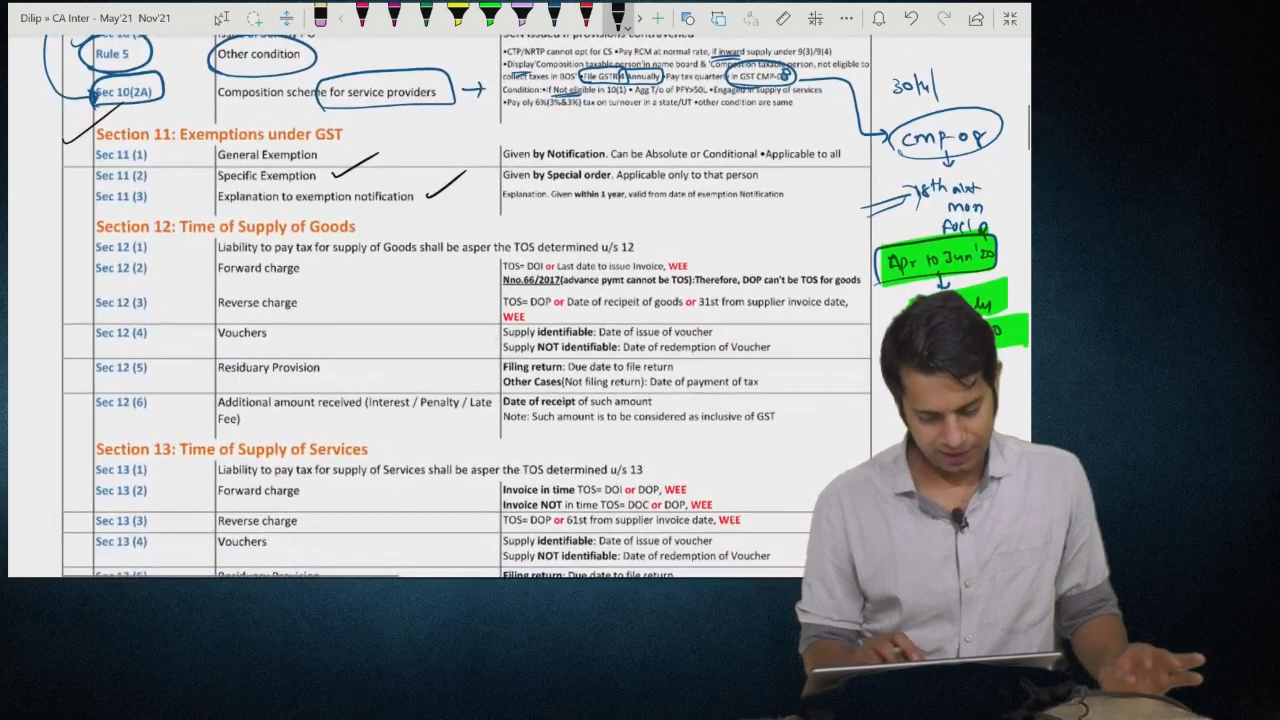 Dilip » CA Inter - May'21 Nov'21
Rule 5
Other condition
•CTP/NRTP cannot opt for CS •Pay RCM at normal rate, if inward supply under 9(3)/9(4)
•Display'Composition taxable person'in name board & 'Composition taxable person, not eligible to
collect taxes in BOS' •File GSTR 4 Annually •Pay tax quarter in GST CMP-08
Sec 10(2A)
Composition scheme for service providers
Condition:•If Not eligible in 10(1) • Agg T/o of PFY>50L •Engaged in supply of services
•Pay oly 6%(3%&3%) tax on turnover in a state/UT •other condition are same
Section 11: Exemptions under GST
Sec 11 (1)
General Exemption
Given by Notification. Can be Absolute or Conditional •Applicable to all
Sec 11 (2)
Specific Exemption
Given by Special order. Applicable only to that person
Sec 11 (3)
Explanation to exemption notification
Explanation. Given within 1 year, valid from date of exemption Notification
Section 12: Time of Supply of Goods
Sec 12 (1)
Liability to pay tax for supply of Goods shall be asper the TOS determined u/s 12
Sec 12 (2)
Forward charge
TOS= DOI or Last date to issue Invoice, WEE
Nno.66/2017(advance pymt cannot be TOS):Therefore, DOP can't be TOS for goods
Sec 12 (3)
Reverse charge
TOS= DOP or Date of recipeit of goods or 31st from supplier invoice date,
WEE
Sec 12 (4)
Vouchers
Supply identifiable: Date of issue of voucher
Supply NOT identifiable: Date of redemption of Voucher
Sec 12 (5)
Residuary Provision
Filing return: Due date to file return
Other Cases(Not filing return): Date of payment of tax
Sec 12 (6)
Additional amount received (Interest / Penalty / Late
Fee)
Date of receipt of such amount
Note: Such amount is to be considered as inclusive of GST
Section 13: Time of Supply of Services
Sec 13 (1)
Liability to pay tax for supply of Services shall be asper the TOS determined u/s 13
Sec 13 (2)
Forward charge
Invoice in time TOS= DOI or DOP, WEE
Invoice NOT in time TOS= DOC or DOP, WEE
Sec 13 (3)
Reverse charge
TOS= DOP or 61st from supplier invoice date, WEE
Sec 13 (4)
Vouchers
Supply identifiable: Date of issue of voucher
Supply NOT identifiable: Date of redemption of Voucher
Residuary Provision
Filing return: Due date to file return
30/4/
cmp-08
18th nxt
mon
Apr to Jun'20